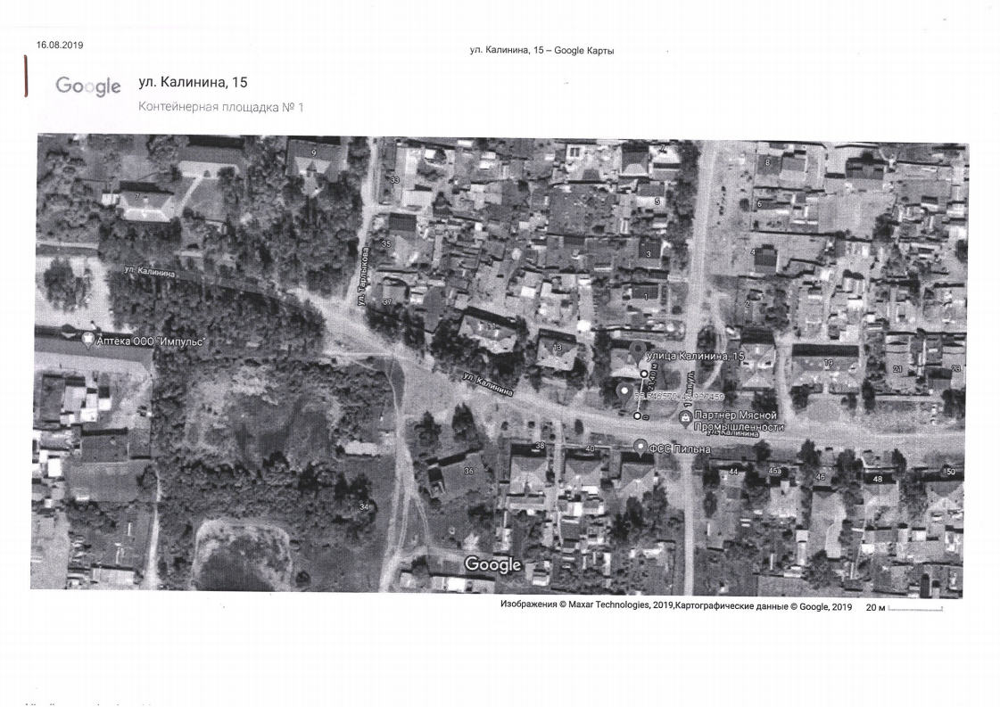 16.08.2019
ул. Калинина, 15 – Google Карты
Google
ул. Калинина, 15
Контейнерная площадка № 1
9
7
33
7
8
5
6
35
3
4
ул. Калинина
ул. Тарлыкова
37
1
2
Аптека ООО "Импульс"
11
13
улица Калинина, 15
19
21
23
ул. Калинина
Партнер Мясной
Промышленности
ул. Калинина
38
40
ФСС Пильна
36
44
46а
46
48
50
34
Google
Изображения © Maxar Technologies, 2019,Картографические данные © Google, 2019
20 м